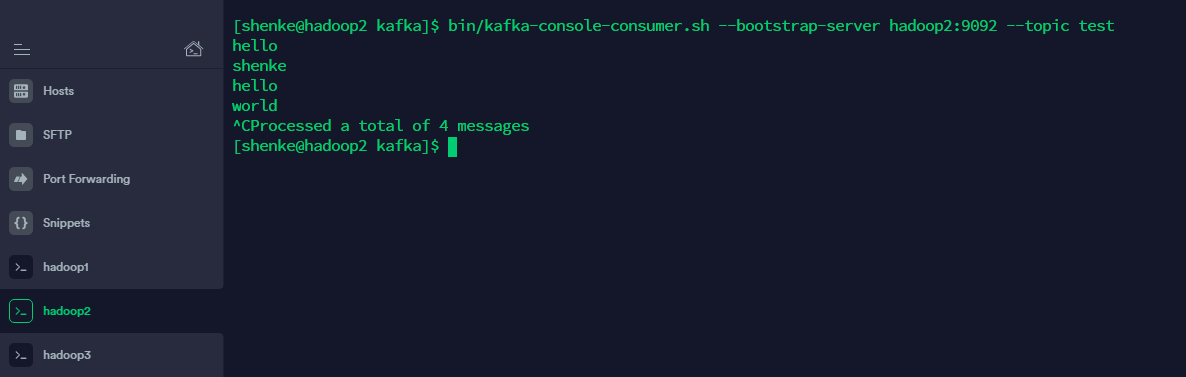 Hosts
SFTP
Port Forwarding
Snippets
hadoop1
hadoop2
hadoop3
[shenke@hadoop2 kafka]$ bin/kafka-console-consumer.sh --bootstrap-server hadoop2:9092 --topic test
hello
shenke
hello
world
^CProcessed a total of 4 messages
[shenke@hadoop2 kafka]$